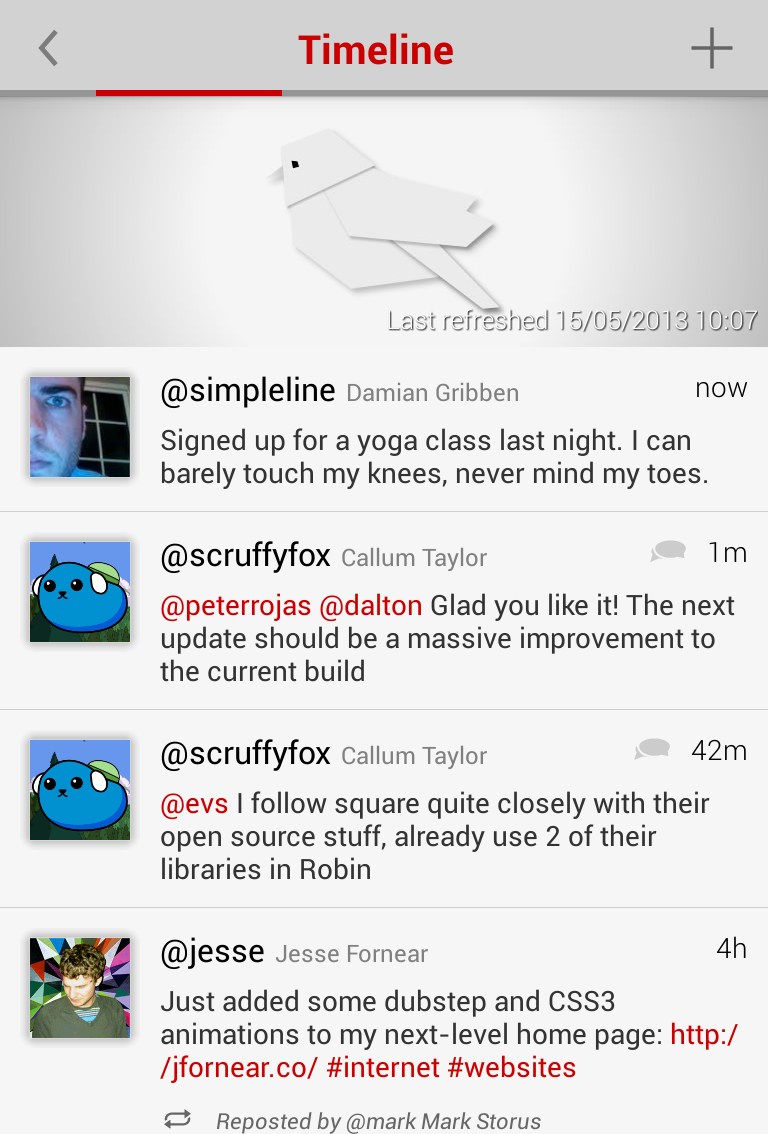 Timeline
Last refreshed 15/05/2013 10:07
@simpleline Damian Gribben now
Signed up for a yoga class last night. I can
barely touch my knees, never mind my toes.
@scruffyfox Callum Taylor 1m
@peterrojas @dalton Glad you like it! The next
update should be a massive improvement to
the current build
@scruffyfox Callum Taylor 42m
@evs I follow square quite closely with their
open source stuff, already use 2 of their
libraries in Robin
@jesse Jesse Fornear 4h
Just added some dubstep and CSS3
animations to my next-level home page: http:/
/jfornear.co/ #internet #websites
Reposted by @mark Mark Storus